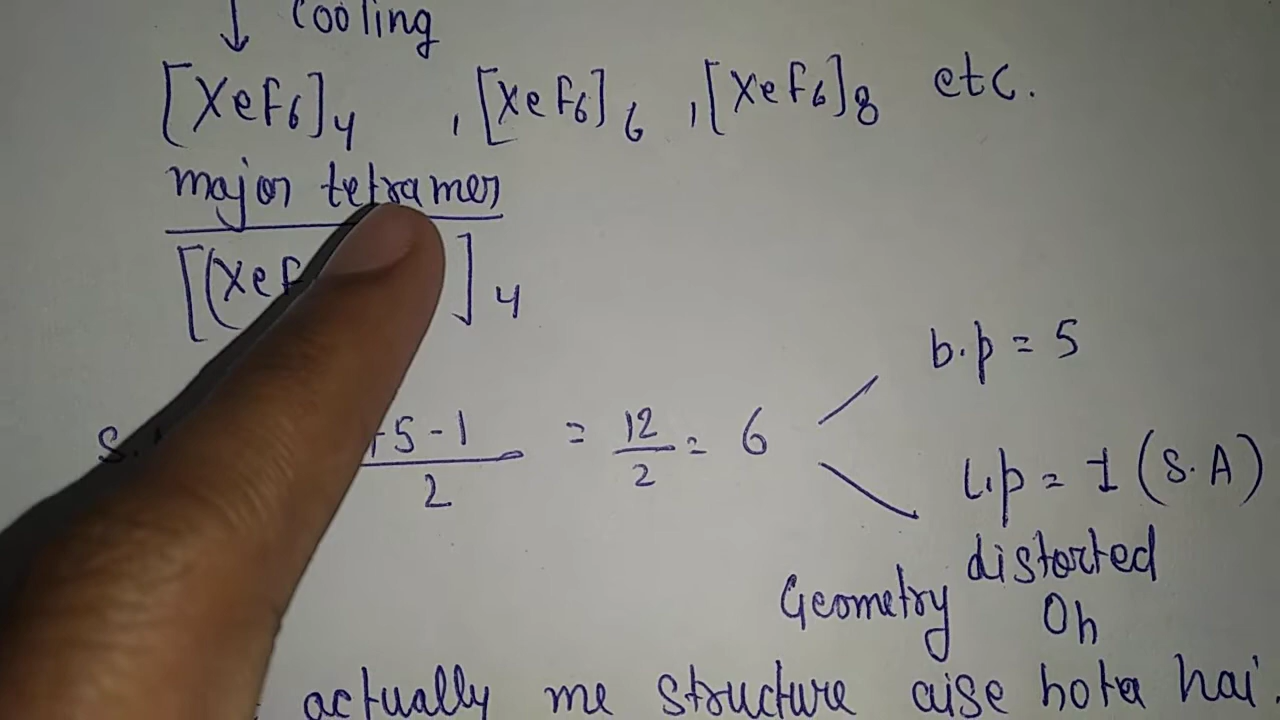 ↓ Cooling
[XeF6]4 , [XeF6]6 , [XeF6]8 etc.
major tetramer
[(XeF ]4
b.p = 5
S. +5-1/2 = 12/2 = 6
l.p = 1 (S.A)
distorted
Geometry Oh
actually me structure aise hota hai.